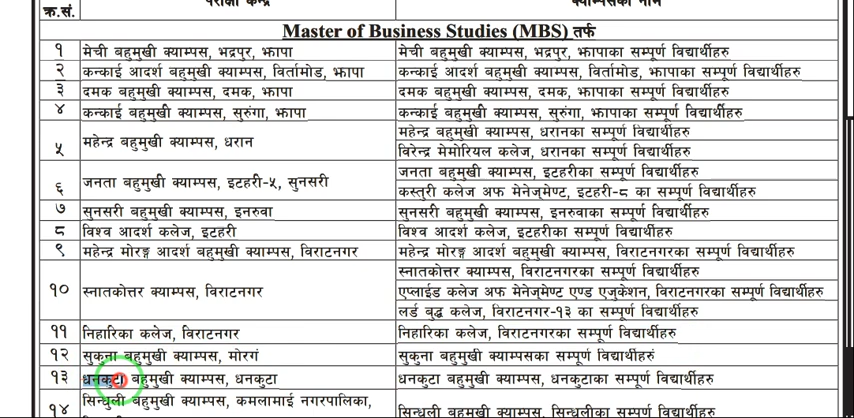 क्र.सं. परीक्षा केन्द्र क्याम्पसको नाम
Master of Business Studies (MBS) तर्फ
१ मेची बहुमुखी क्याम्पस, भद्रपुर, झापा मेची बहुमुखी क्याम्पस, भद्रपुर, झापाका सम्पूर्ण विद्यार्थीहरु
२ कन्काई आदर्श बहुमुखी क्याम्पस, विर्तामोड, झापा कन्काई आदर्श बहुमुखी क्याम्पस, विर्तामोड, झापाका सम्पूर्ण विद्यार्थीहरु
३ दमक बहुमुखी क्याम्पस, दमक, झापा दमक बहुमुखी क्याम्पस, दमक, झापाका सम्पूर्ण विद्यार्थीहरु
४ कन्काई बहुमुखी क्याम्पस, सुरुंगा, झापा कन्काई बहुमुखी क्याम्पस, सुरुंगा, झापाका सम्पूर्ण विद्यार्थीहरु
५ महेन्द्र बहुमुखी क्याम्पस, धरान महेन्द्र बहुमुखी क्याम्पस, धरानका सम्पूर्ण विद्यार्थीहरु
विरेन्द्र मेमोरियल कलेज, धरानका सम्पूर्ण विद्यार्थीहरु
६ जनता बहुमुखी क्याम्पस, इटहरी-५, सुनसरी जनता बहुमुखी क्याम्पस, इटहरीका सम्पूर्ण विद्यार्थीहरु
कस्तुरी कलेज अफ मेनेजमेण्ट, इटहरी-८ का सम्पूर्ण विद्यार्थीहरु
७ सुनसरी बहुमुखी क्याम्पस, इनरुवा सुनसरी बहुमुखी क्याम्पस, इनरुवाका सम्पूर्ण विद्यार्थीहरु
८ विश्व आदर्श कलेज, इटहरी विश्व आदर्श कलेज, इटहरीका सम्पूर्ण विद्यार्थीहरु
९ महेन्द्र मोरङ्ग आदर्श बहुमुखी क्याम्पस, विराटनगर महेन्द्र मोरङ्ग आदर्श बहुमुखी क्याम्पस, विराटनगरका सम्पूर्ण विद्यार्थीहरु
१० स्नातकोत्तर क्याम्पस, विराटनगर स्नातकोत्तर क्याम्पस, विराटनगरका सम्पूर्ण विद्यार्थीहरु
एप्लाईड कलेज अफ मेनेजमेण्ट एण्ड एजुकेशन, विराटनगरका सम्पूर्ण विद्यार्थीहरु
लर्ड बुद्ध कलेज, विराटनगर-१३ का सम्पूर्ण विद्यार्थीहरु
११ निहारिका कलेज, विराटनगर निहारिका कलेज, विराटनगरका सम्पूर्ण विद्यार्थीहरु
१२ सुकुना बहुमुखी क्याम्पस, मोरगं सुकुना बहुमुखी क्याम्पसका सम्पूर्ण विद्यार्थीहरुं
१३ धनकुटा बहुमुखी क्याम्पस, धनकुटा धनकुटा बहुमुखी क्याम्पस, धनकुटाका सम्पूर्ण विद्यार्थीहरु
१४ सिन्धुली बहुमुखी क्याम्पस, कमलामाई नगरपालिका, सिन्धुली बहुमुखी क्याम्पस, सिन्धुलीका सम्पूर्ण विद्यार्थीहरु